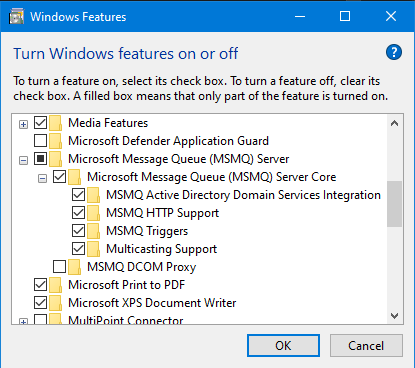 Windows Features
Turn Windows features on or off
To turn a feature on, select its check box. To turn a feature off, clear its
check box. A filled box means that only part of the feature is turned on.
Media Features
Microsoft Defender Application Guard
Microsoft Message Queue (MSMQ) Server
Microsoft Message Queue (MSMQ) Server Core
MSMQ Active Directory Domain Services Integration
MSMQ HTTP Support
MSMQ Triggers
Multicasting Support
MSMQ DCOM Proxy
Microsoft Print to PDF
Microsoft XPS Document Writer
MultiPoint Connector
OK
Cancel